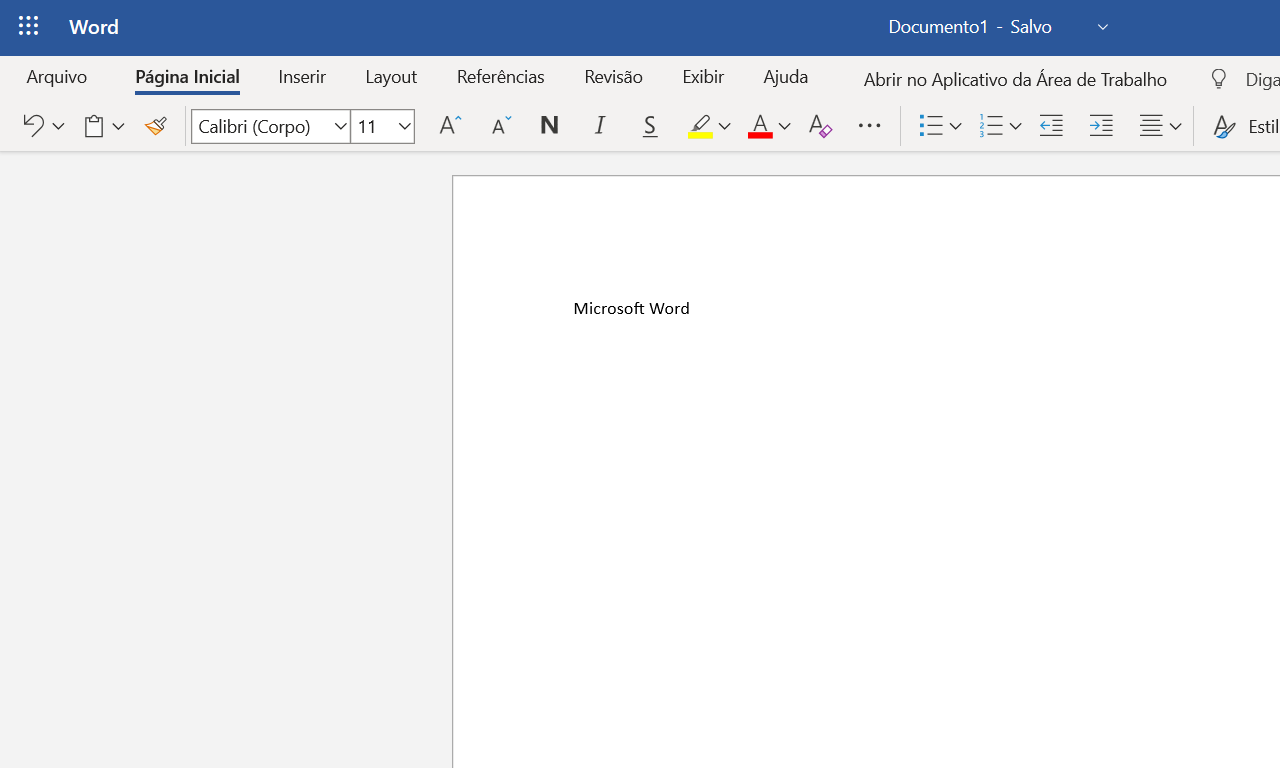 Word
Documento1 - Salvo
Arquivo Página Inicial Inserir Layout Referências Revisão Exibir Ajuda Abrir no Aplicativo da Área de Trabalho Diga
Calibri (Corpo) 11 N I S Estil
Microsoft Word